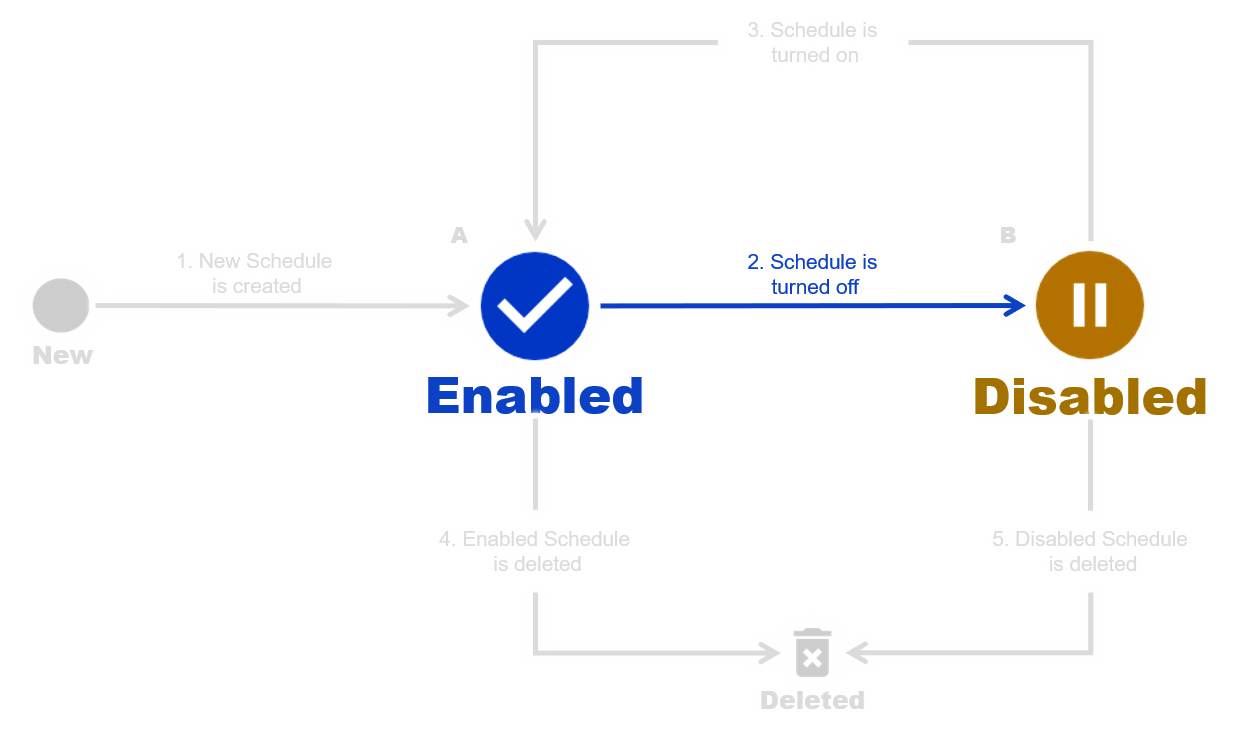 3. Schedule is
turned on
A
B
1. New Schedule
is created
2. Schedule is
turned off
New
Enabled
Disabled
4. Enabled Schedule
is deleted
5. Disabled Schedule
is deleted
Deleted